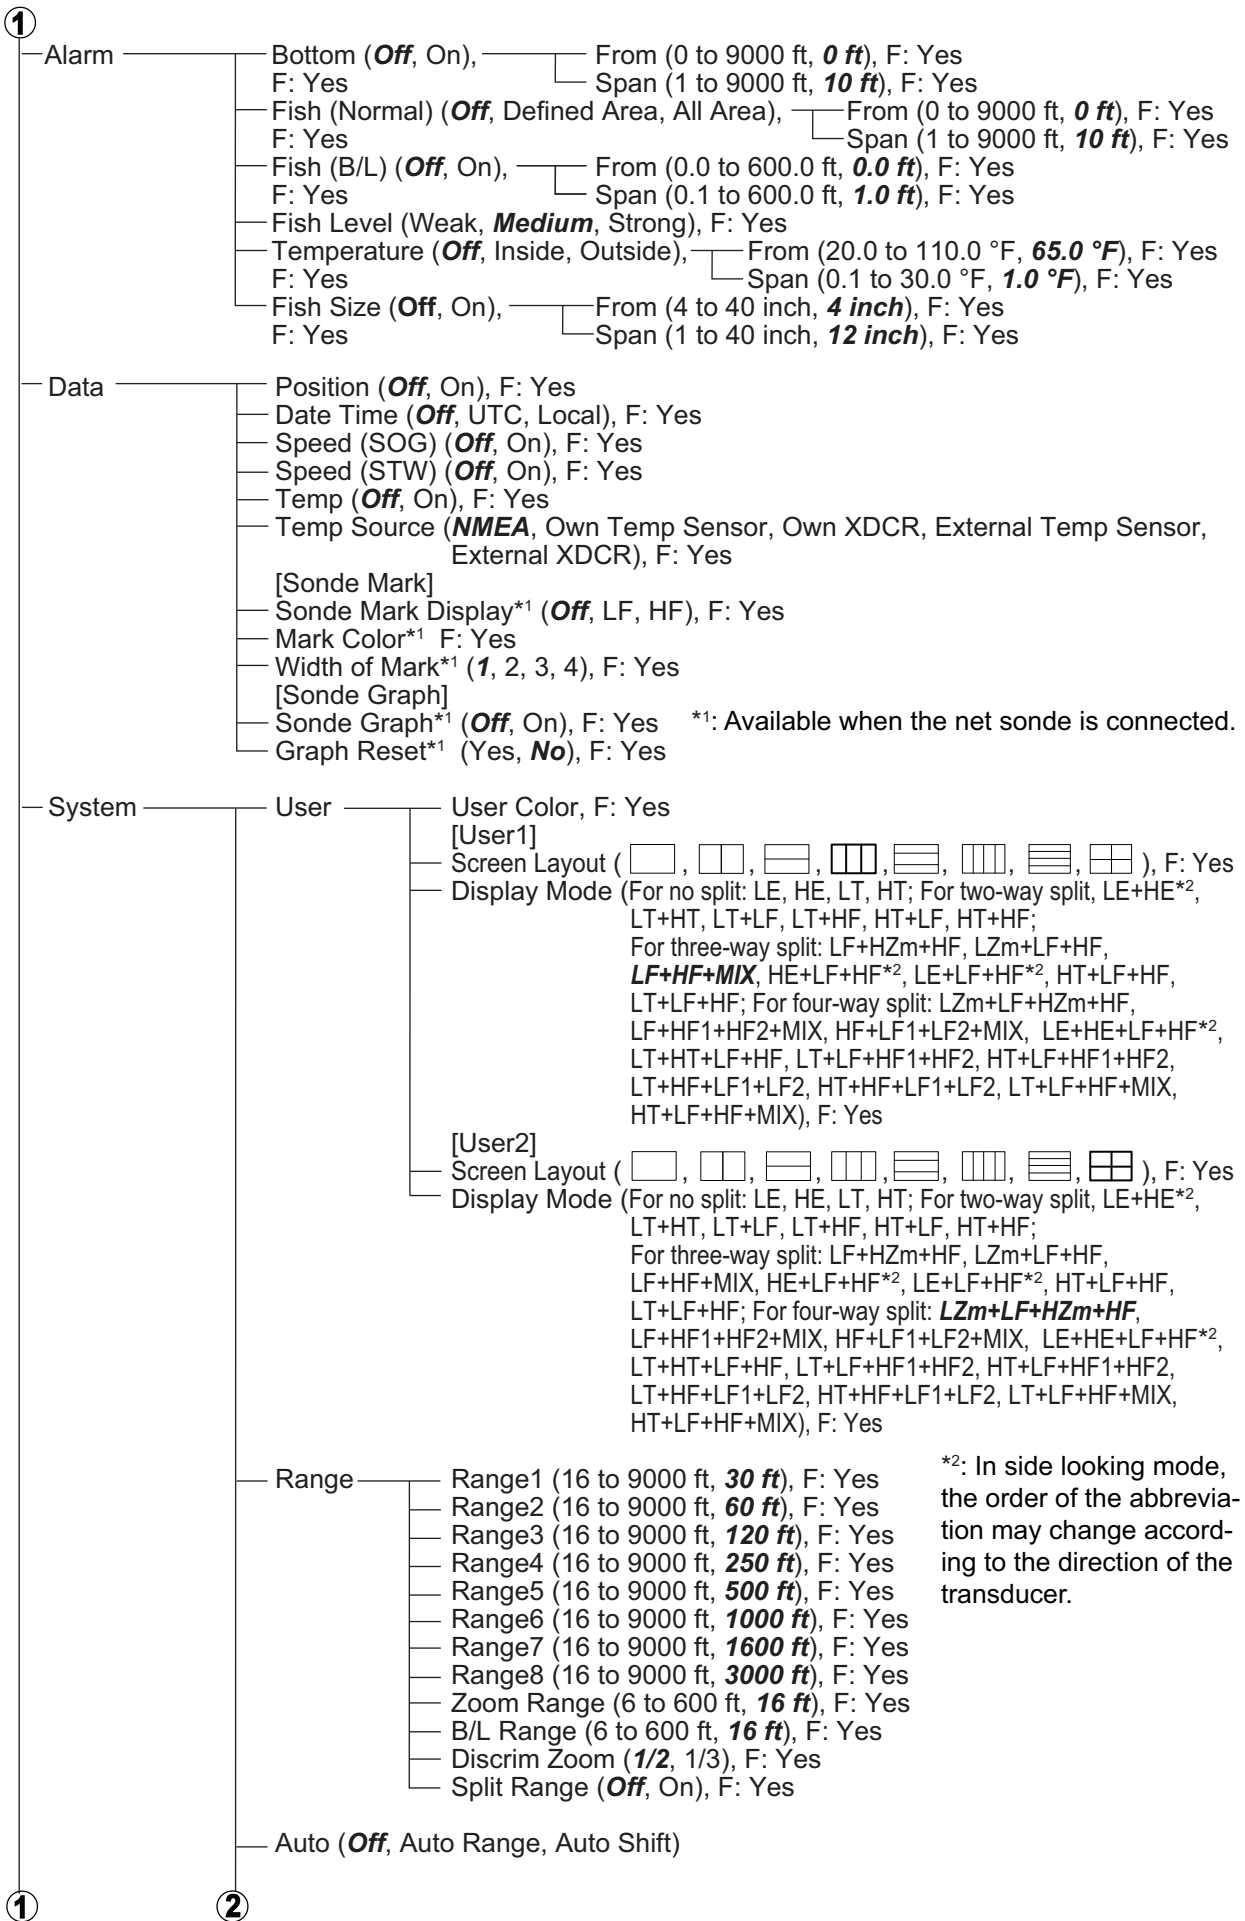 1
Alarm Bottom (Off, On), From (0 to 9000 ft, 0 ft), F: Yes
F: Yes Span (1 to 9000 ft, 10 ft), F: Yes
Fish (Normal) (Off, Defined Area, All Area), From (0 to 9000 ft, 0 ft), F: Yes
F: Yes Span (1 to 9000 ft, 10 ft), F: Yes
Fish (B/L) (Off, On), From (0.0 to 600.0 ft, 0.0 ft), F: Yes
F: Yes Span (0.1 to 600.0 ft, 1.0 ft), F: Yes
Fish Level (Weak, Medium, Strong), F: Yes
Temperature (Off, Inside, Outside), From (20.0 to 110.0 °F, 65.0 °F), F: Yes
F: Yes Span (0.1 to 30.0 °F, 1.0 °F), F: Yes
Fish Size (Off, On), From (4 to 40 inch, 4 inch), F: Yes
F: Yes Span (1 to 40 inch, 12 inch), F: Yes
Data Position (Off, On), F: Yes
Date Time (Off, UTC, Local), F: Yes
Speed (SOG) (Off, On), F: Yes
Speed (STW) (Off, On), F: Yes
Temp (Off, On), F: Yes
Temp Source (NMEA, Own Temp Sensor, Own XDCR, External Temp Sensor,
External XDCR), F: Yes
[Sonde Mark]
Sonde Mark Display*1 (Off, LF, HF), F: Yes
Mark Color*1 F: Yes
Width of Mark*1 (1, 2, 3, 4), F: Yes
[Sonde Graph]
Sonde Graph*1 (Off, On), F: Yes *1: Available when the net sonde is connected.
Graph Reset*1 (Yes, No), F: Yes
System User User Color, F: Yes
[User1]
Screen Layout ( , , , , , , , ), F: Yes
Display Mode (For no split: LE, HE, LT, HT; For two-way split, LE+HE*2,
LT+HT, LT+LF, LT+HF, HT+LF, HT+HF;
For three-way split: LF+HZm+HF, LZm+LF+HF,
LF+HF+MIX, HE+LF+HF*2, LE+LF+HF*2, HT+LF+HF,
LT+LF+HF; For four-way split: LZm+LF+HZm+HF,
LF+HF1+HF2+MIX, HF+LF1+LF2+MIX, LE+HE+LF+HF*2,
LT+HT+LF+HF, LT+LF+HF1+HF2, HT+LF+HF1+HF2,
LT+HF+LF1+LF2, HT+HF+LF1+LF2, LT+LF+HF+MIX,
HT+LF+HF+MIX), F: Yes
[User2]
Screen Layout ( , , , , , , , ), F: Yes
Display Mode (For no split: LE, HE, LT, HT; For two-way split, LE+HE*2,
LT+HT, LT+LF, LT+HF, HT+LF, HT+HF;
For three-way split: LF+HZm+HF, LZm+LF+HF,
LF+HF+MIX, HE+LF+HF*2, LE+LF+HF*2, HT+LF+HF,
LT+LF+HF; For four-way split: LZm+LF+HZm+HF,
LF+HF1+HF2+MIX, HF+LF1+LF2+MIX, LE+HE+LF+HF*2,
LT+HT+LF+HF, LT+LF+HF1+HF2, HT+LF+HF1+HF2,
LT+HF+LF1+LF2, HT+HF+LF1+LF2, LT+LF+HF+MIX,
HT+LF+HF+MIX), F: Yes
Range Range1 (16 to 9000 ft, 30 ft), F: Yes
Range2 (16 to 9000 ft, 60 ft), F: Yes
Range3 (16 to 9000 ft, 120 ft), F: Yes
Range4 (16 to 9000 ft, 250 ft), F: Yes
Range5 (16 to 9000 ft, 500 ft), F: Yes
Range6 (16 to 9000 ft, 1000 ft), F: Yes
Range7 (16 to 9000 ft, 1600 ft), F: Yes
Range8 (16 to 9000 ft, 3000 ft), F: Yes
Zoom Range (6 to 600 ft, 16 ft), F: Yes
B/L Range (6 to 600 ft, 16 ft), F: Yes
Discrim Zoom (1/2, 1/3), F: Yes
Split Range (Off, On), F: Yes
*2: In side looking mode,
the order of the abbrevia-
tion may change accord-
ing to the direction of the
transducer.
Auto (Off, Auto Range, Auto Shift)
1 2